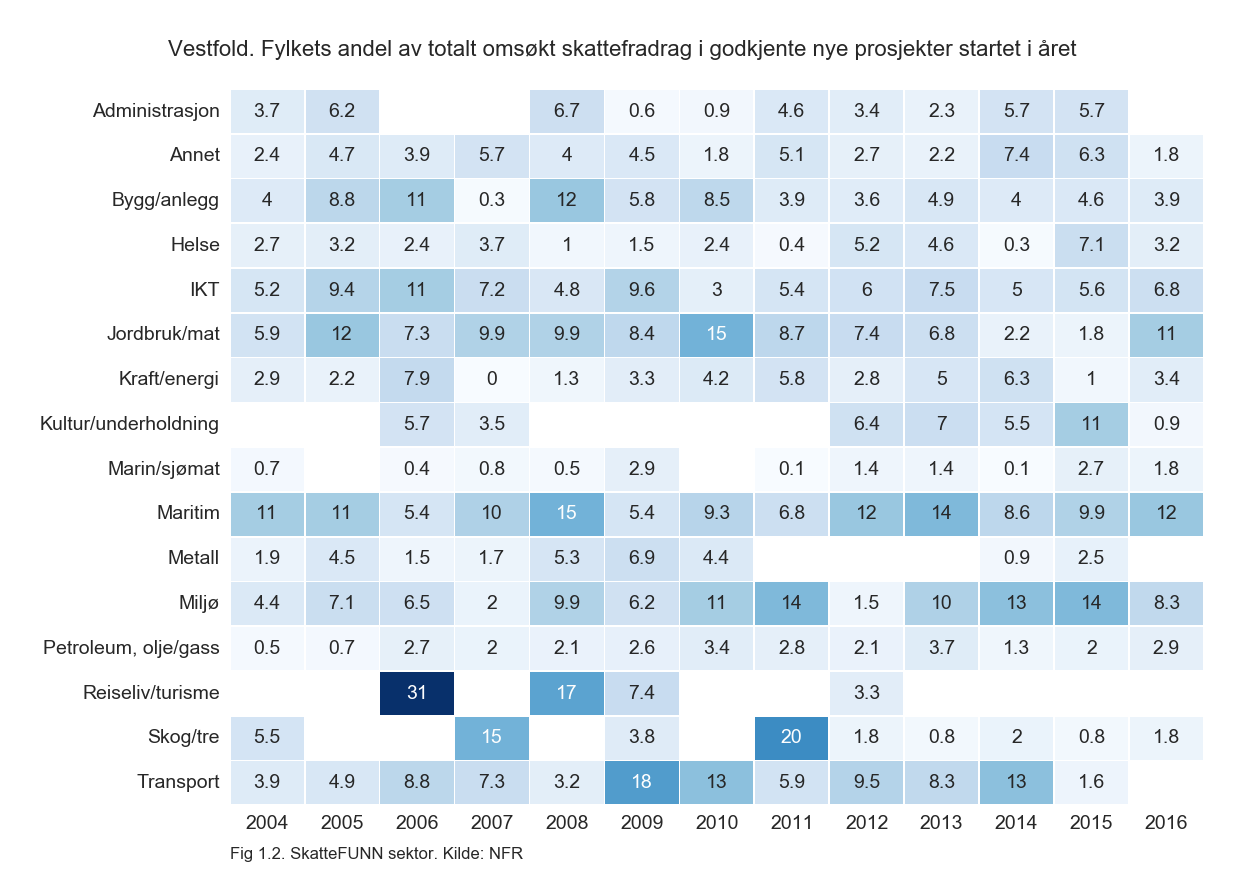 Vestfold. Fylkets andel av totalt omsøkt skattefradrag i godkjente nye prosjekter startet i året
Administrasjon 3.7 6.2 6.7 0.6 0.9 4.6 3.4 2.3 5.7 5.7
Annet 2.4 4.7 3.9 5.7 4 4.5 1.8 5.1 2.7 2.2 7.4 6.3 1.8
Bygg/anlegg 4 8.8 11 0.3 12 5.8 8.5 3.9 3.6 4.9 4 4.6 3.9
Helse 2.7 3.2 2.4 3.7 1 1.5 2.4 0.4 5.2 4.6 0.3 7.1 3.2
IKT 5.2 9.4 11 7.2 4.8 9.6 3 5.4 6 7.5 5 5.6 6.8
Jordbruk/mat 5.9 12 7.3 9.9 9.9 8.4 15 8.7 7.4 6.8 2.2 1.8 11
Kraft/energi 2.9 2.2 7.9 0 1.3 3.3 4.2 5.8 2.8 5 6.3 1 3.4
Kultur/underholdning 5.7 3.5 6.4 7 5.5 11 0.9
Marin/sjømat 0.7 0.4 0.8 0.5 2.9 0.1 1.4 1.4 0.1 2.7 1.8
Maritim 11 11 5.4 10 15 5.4 9.3 6.8 12 14 8.6 9.9 12
Metall 1.9 4.5 1.5 1.7 5.3 6.9 4.4 0.9 2.5
Miljø 4.4 7.1 6.5 2 9.9 6.2 11 14 1.5 10 13 14 8.3
Petroleum, olje/gass 0.5 0.7 2.7 2 2.1 2.6 3.4 2.8 2.1 3.7 1.3 2 2.9
Reiseliv/turisme 31 17 7.4 3.3
Skog/tre 5.5 15 3.8 20 1.8 0.8 2 0.8 1.8
Transport 3.9 4.9 8.8 7.3 3.2 18 13 5.9 9.5 8.3 13 1.6
2004 2005 2006 2007 2008 2009 2010 2011 2012 2013 2014 2015 2016
Fig 1.2. SkatteFUNN sektor. Kilde: NFR